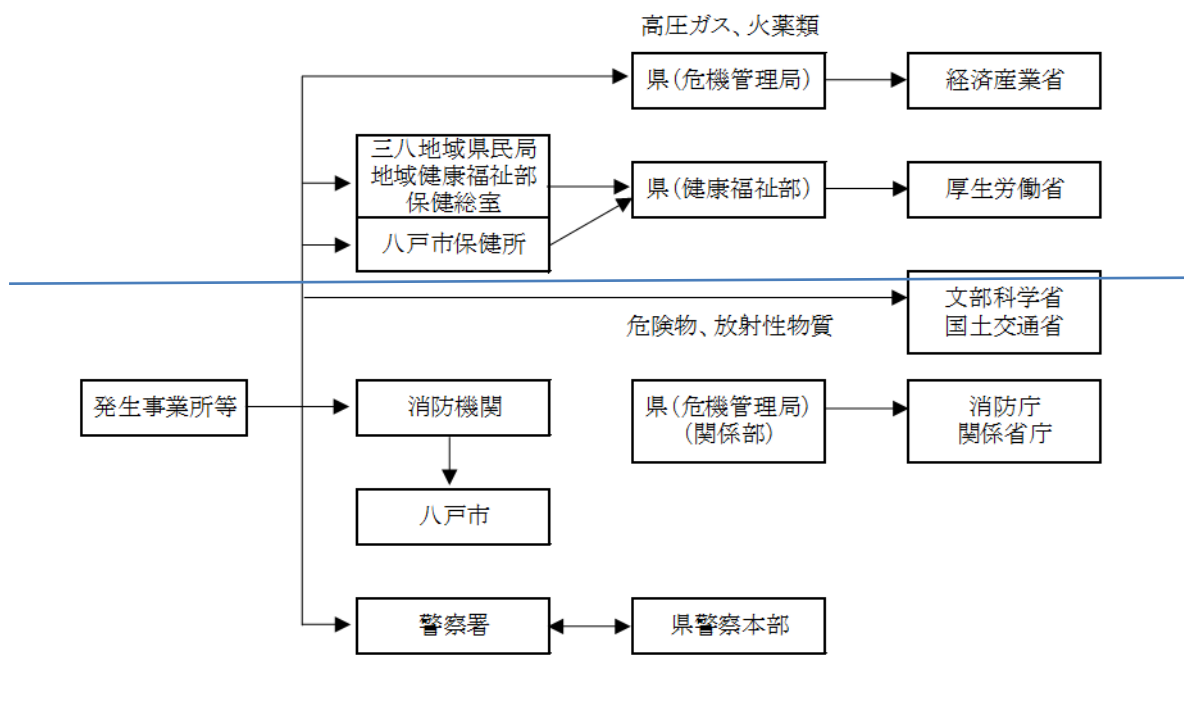 高圧ガス、火薬類
県(危機管理局)
経済産業省
三八地域県民局
地域健康福祉部
保健総室
県(健康福祉部)
厚生労働省
八戸市保健所
文部科学省
国土交通省
危険物、放射性物質
発生事業所等
消防機関
県(危機管理局)
(関係部)
消防庁
関係省庁
八戸市
警察署
県警察本部